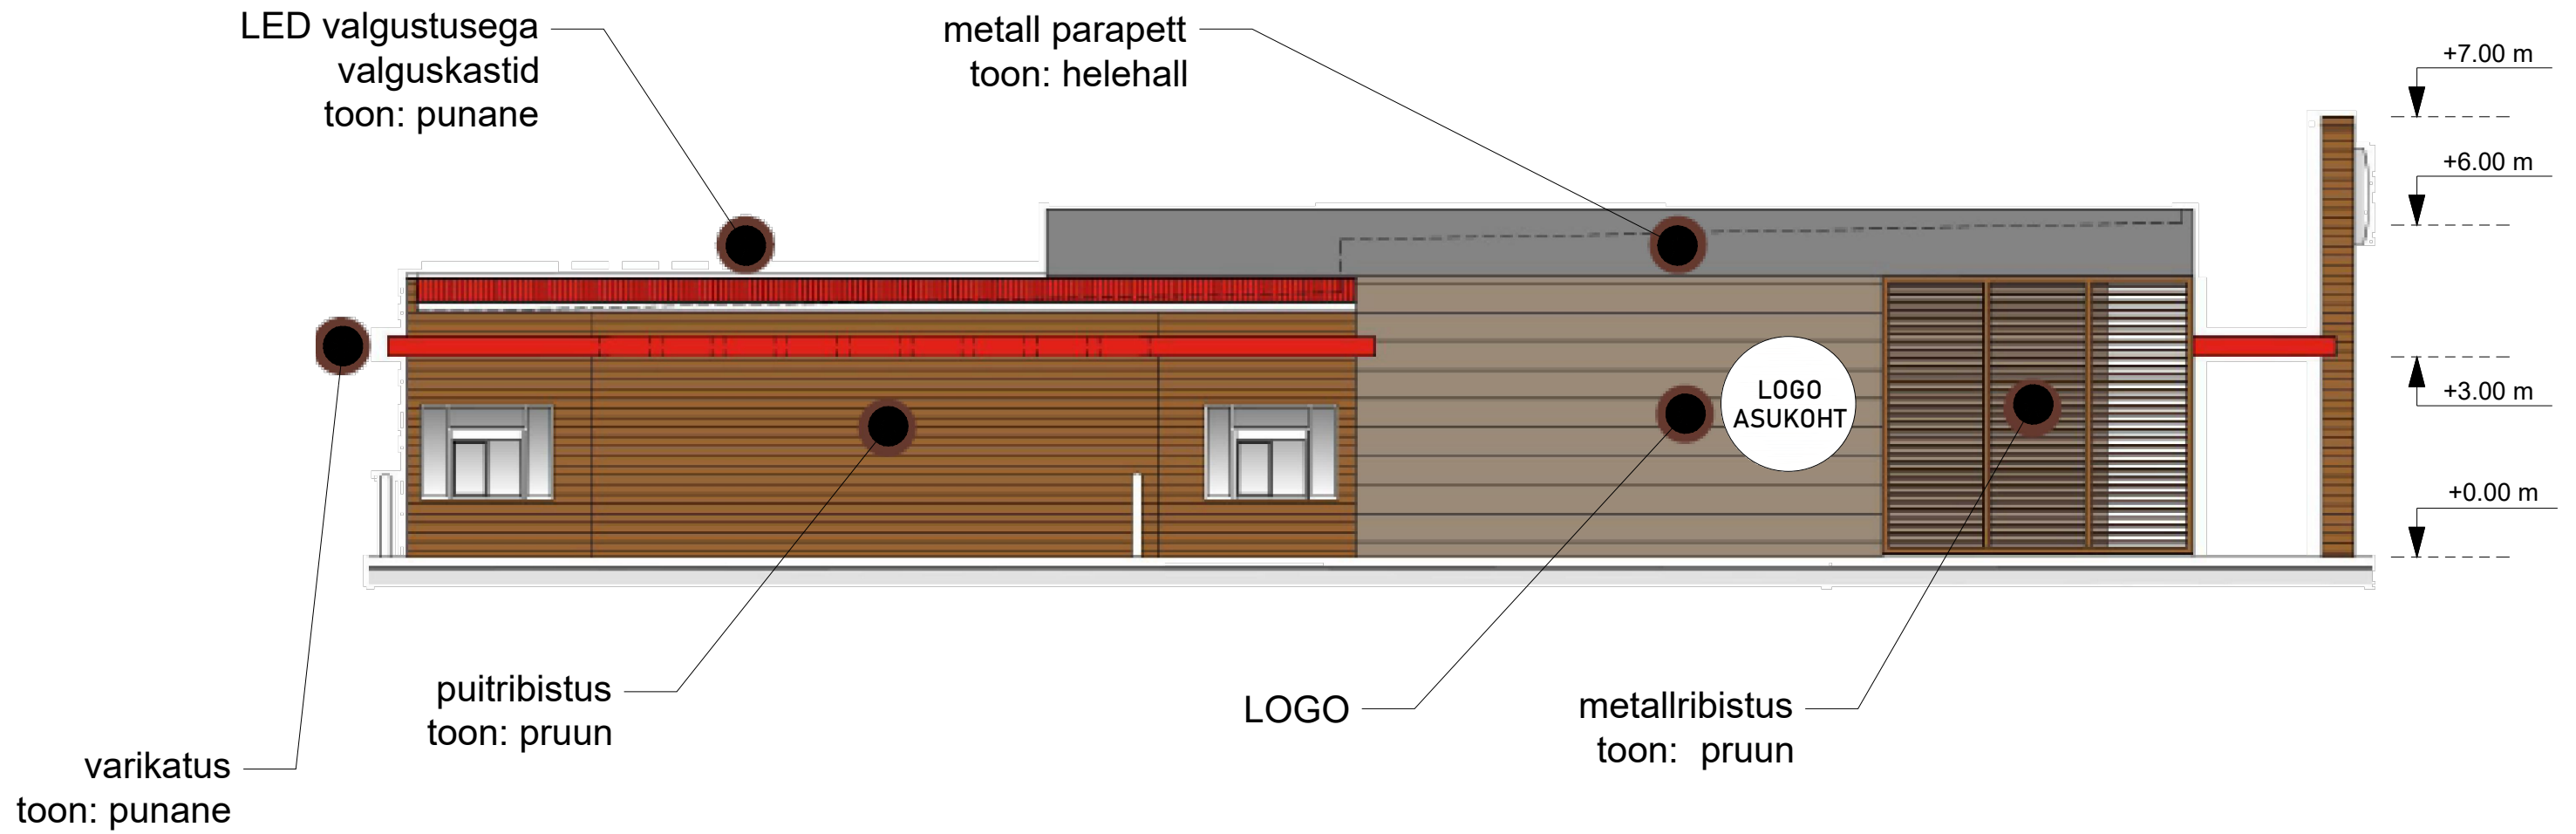 LED valgustusega
valguskastid
toon: punane
metall parapett
toon: helehall
+7.00 m
+6.00 m
+3.00 m
+0.00 m
LOGO
ASUKOHT
puitribistus
toon: pruun
LOGO
metallribistus
toon:  pruun
varikatus
toon: punane